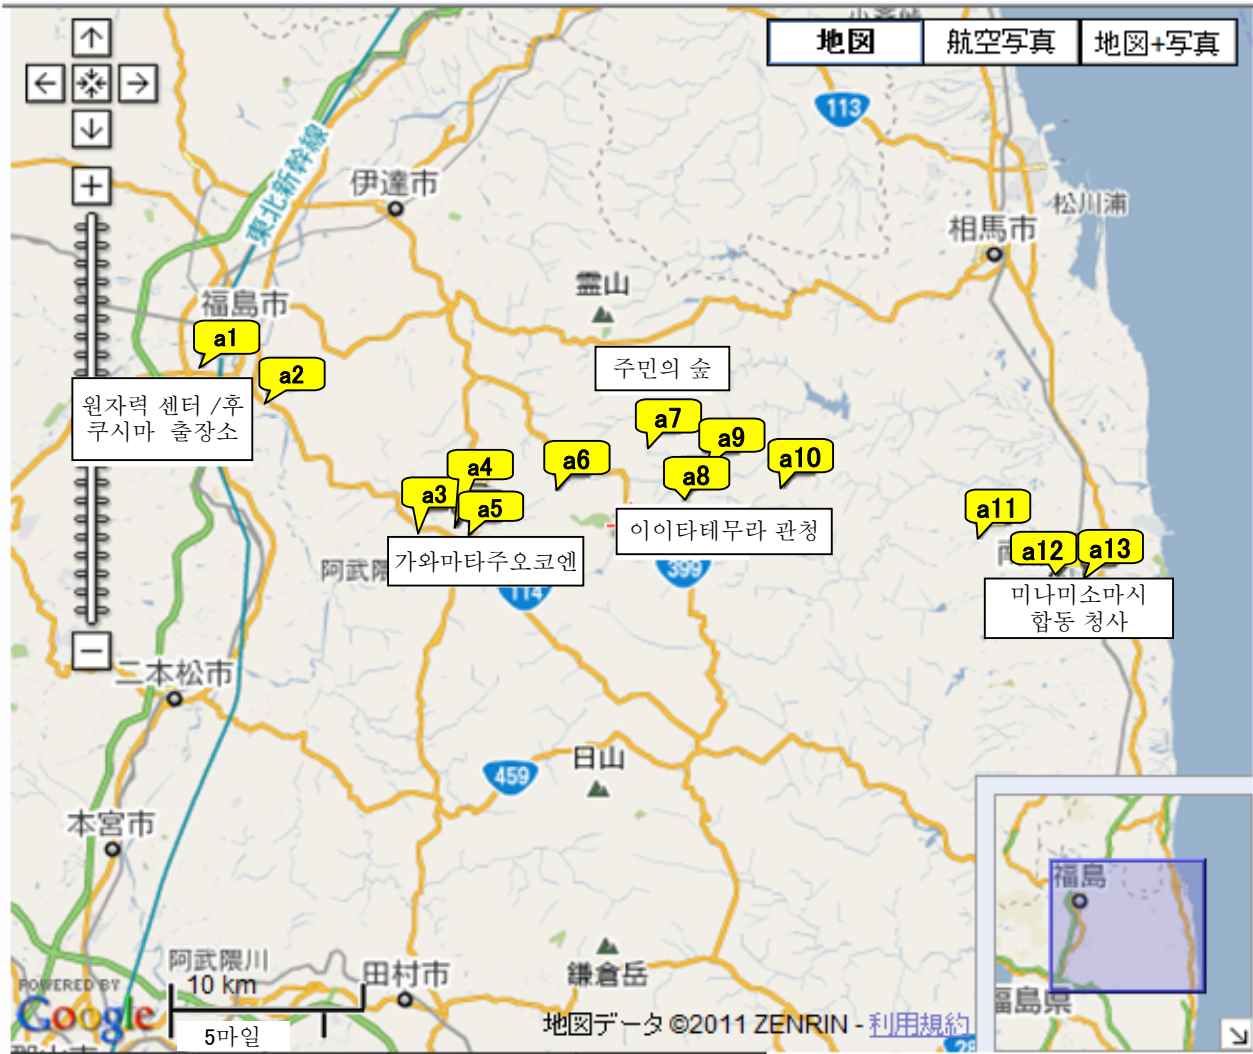 地図
航空写真
地図+写真
113
東北新幹線
伊達市
松川浦
相馬市
霊山
福島市
a1
a2
주민의 숲
원자력 센터 /후
쿠시마 출장소
a7
a9
a4
a6
a10
a8
a3
a5
a11
이이타테무라 관청
a12
a13
가와마타주오코엔
阿武隈
399
114
미나미소마시
합동 청사
二本松市
日山
459
本宮市
福島
阿武隈川
田村市
鎌倉岳
10 km
POWERED BY
Google
福島県
地図データ ©2011 ZENRIN - 利用規約
5마일